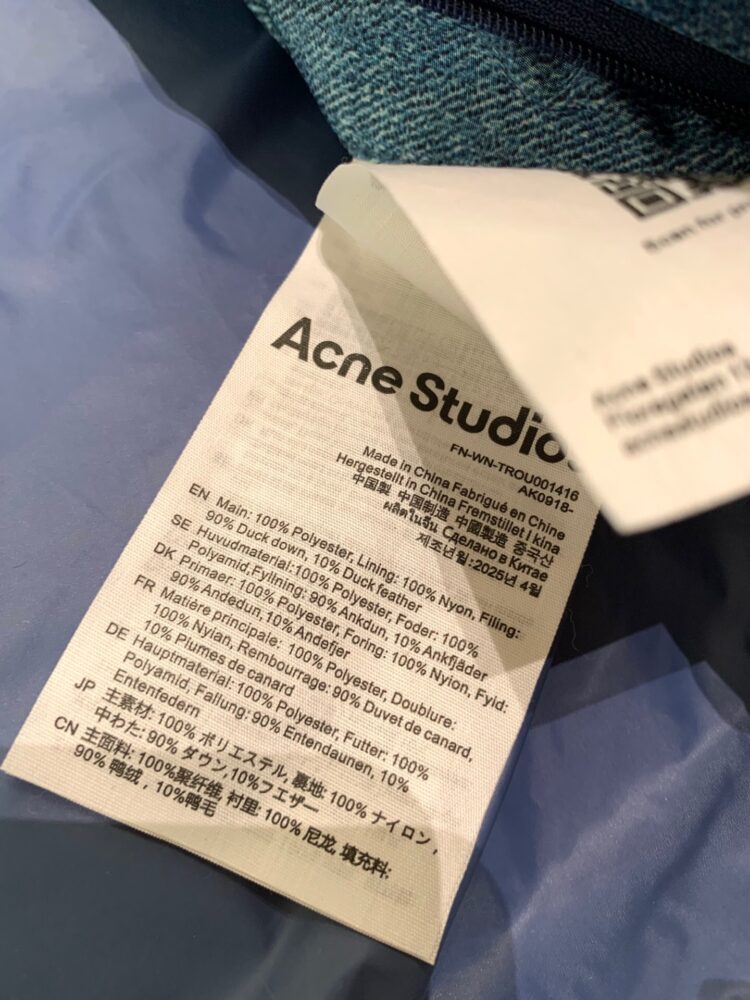 Acne Studios
FN-WN-TROU001416
AK0918-
Made in China Fabriqué en Chine
Hergestellt in China Fremstillet I kina
中国製 中国制造 中國製造 중국산
ผลิตในจีน Сделано в Китае
제조년월:2025년 4월
EN Main: 100% Polyester, Lining: 100% Nyon, Filing:
90% Duck down, 10% Duck feather
SE Huvudmaterial:100% Polyester, Foder: 100%
Polyamid,Fyllning: 90% Ankdun, 10% Ankfjäder
DK Primaer: 100% Polyester, Foring: 100% Nylon, Fyld:
90% Andedun,10% Andefjer
FR Matière principale: 100% Polyester, Doublure:
100% Nylan, Rembourrage: 90% Duvet de canard,
10% Plumes de canard
DE Hauptmaterial: 100% Polyester, Futter: 100%
Polyamid, Fallung: 90% Entendaunen, 10%
Entenfedern
JP 主素材: 100% ポリエステル, 裏地: 100% ナイロン,
中わた: 90% ダウン,10%フエザー
CN 主面料: 100%聚纤维 衬里: 100% 尼龙, 填充料:
90% 鸭绒, 10%鸭毛
Scan for
Acne Studios
acnestudios